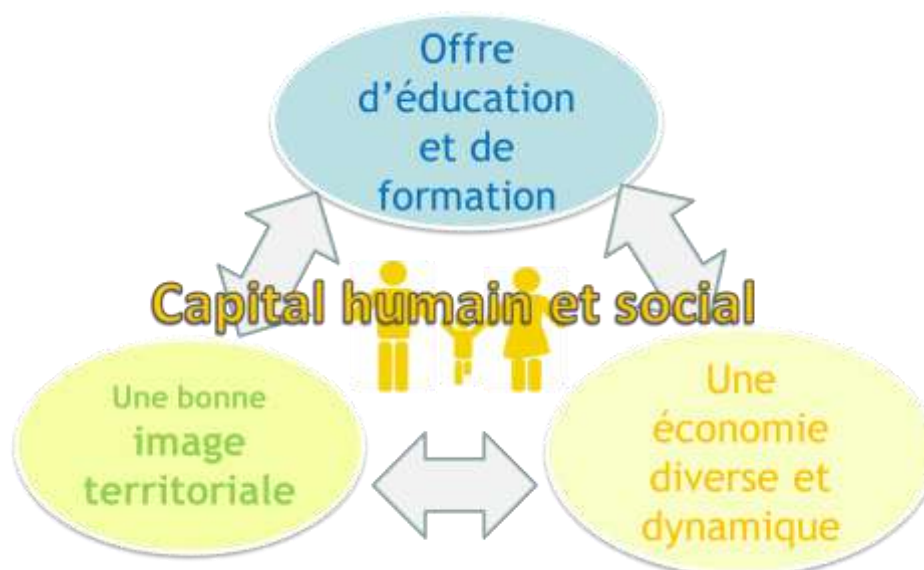 Offre
d’éducation
et de
formation
Capital humain et social
Une bonne
image
territoriale
Une
économie
diverse et
dynamique